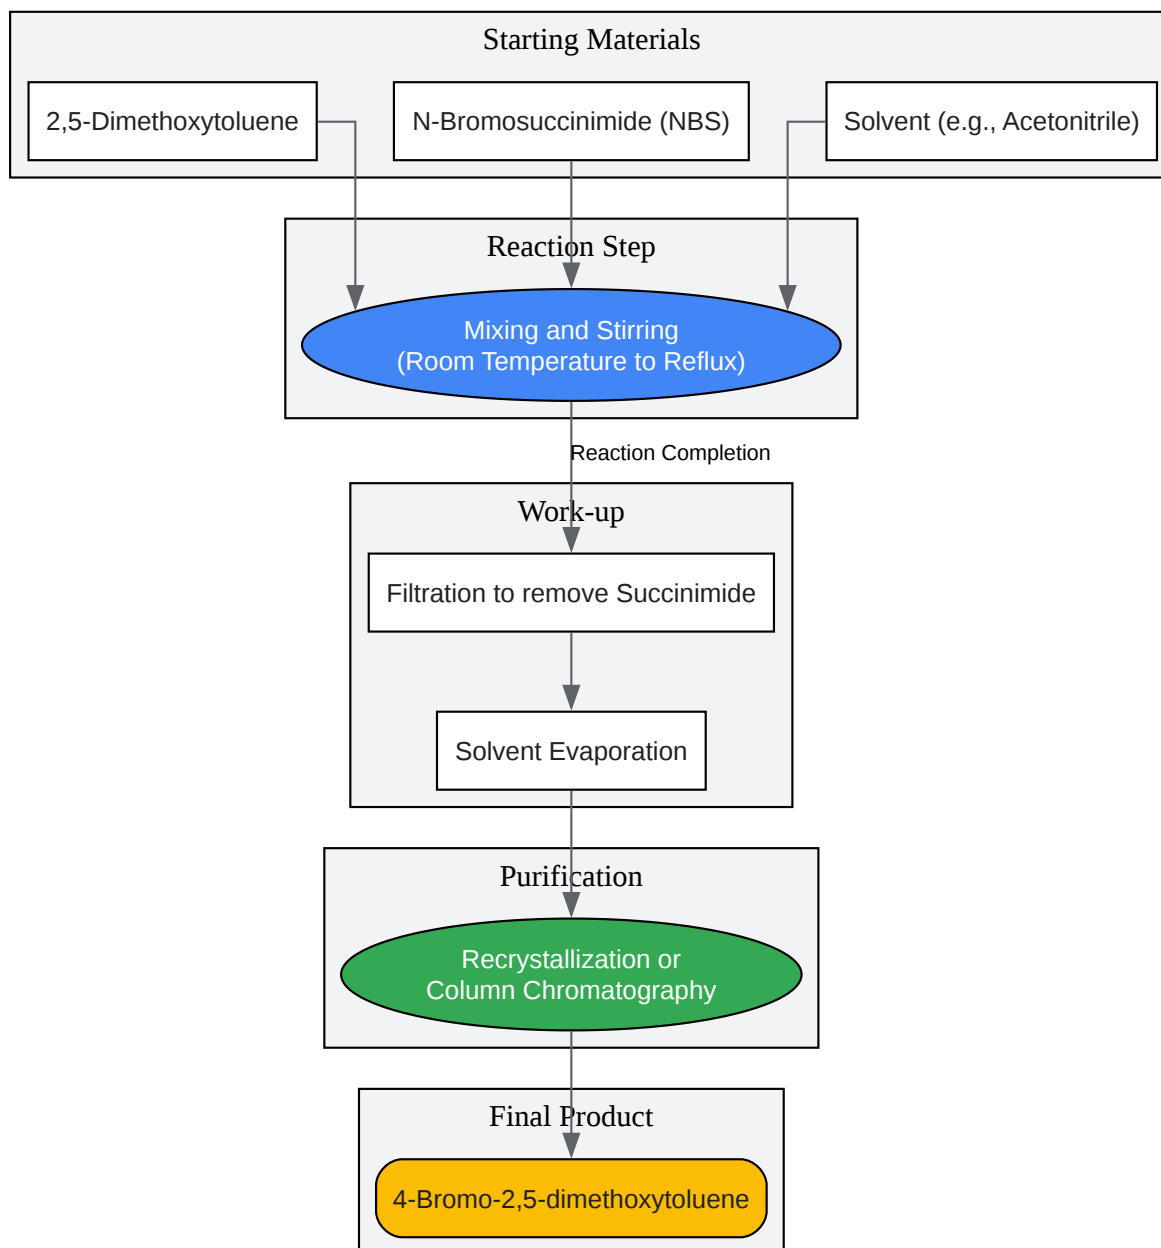 Starting Materials
2,5-Dimethoxytoluene
N-Bromosuccinimide (NBS)
Solvent (e.g., Acetonitrile)
Reaction Step
Mixing and Stirring
(Room Temperature to Reflux)
Reaction Completion
Work-up
Filtration to remove Succinimide
Solvent Evaporation
Purification
Recrystallization or
Column Chromatography
Final Product
4-Bromo-2,5-dimethoxytoluene